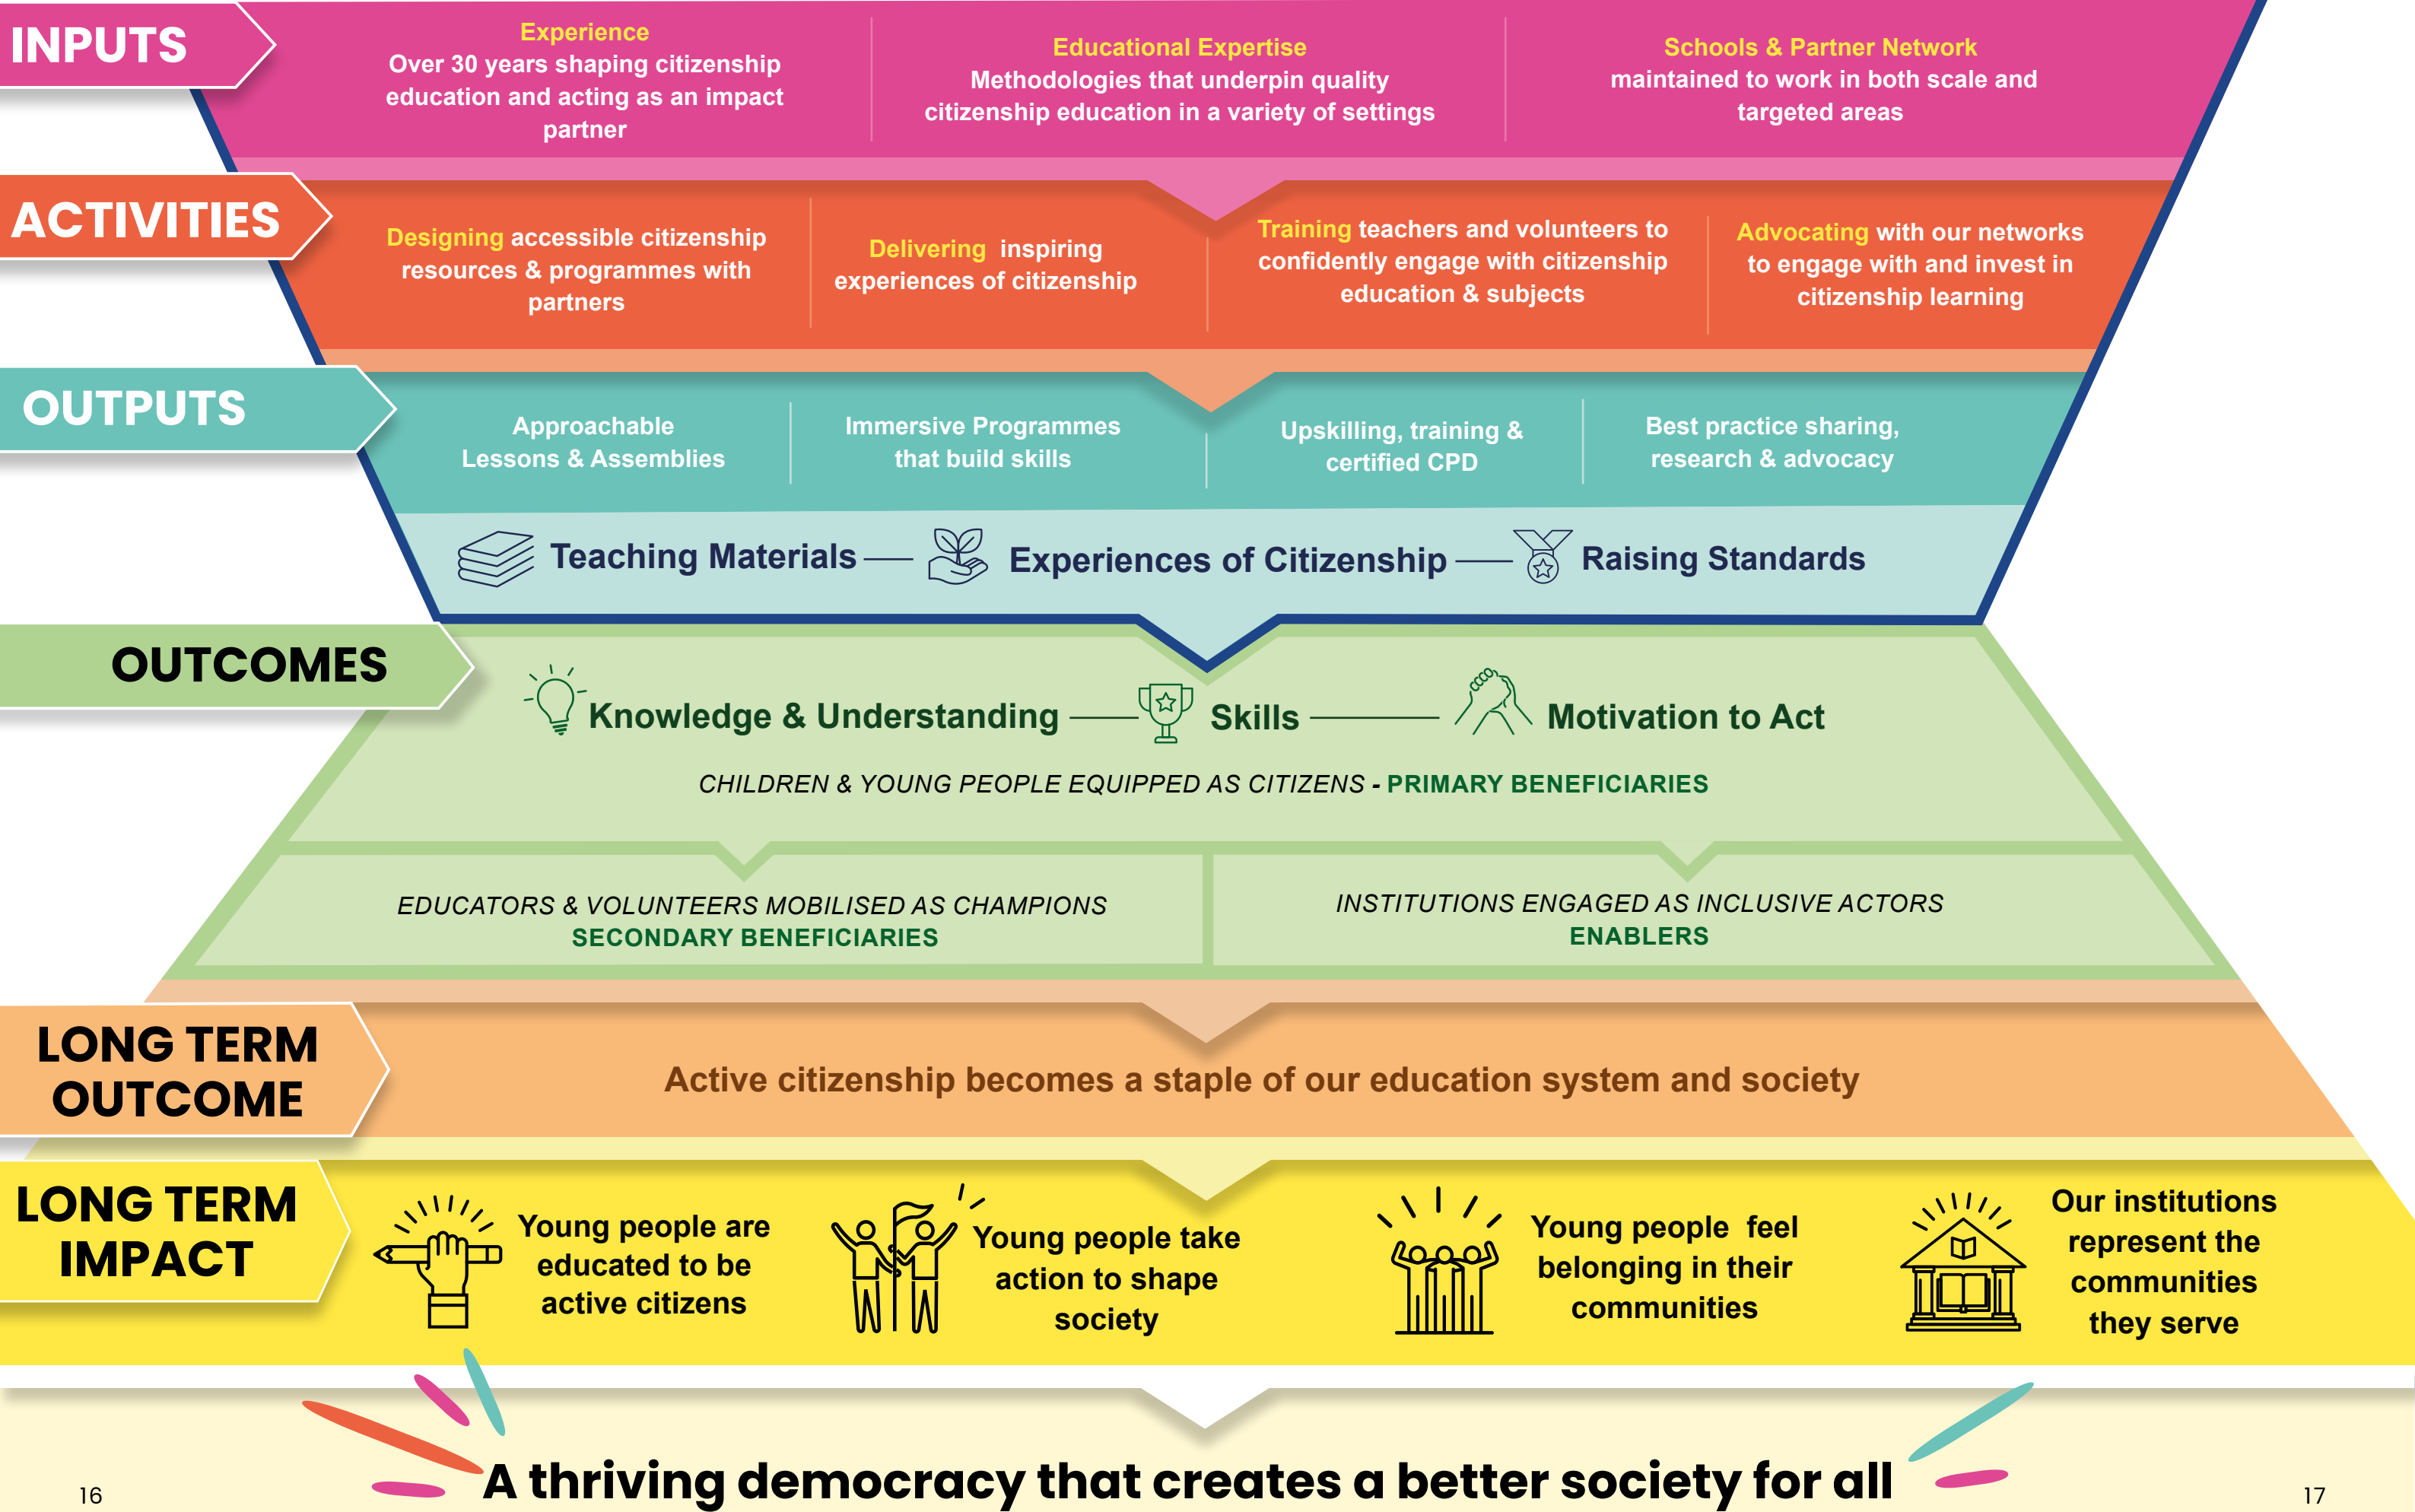 INPUTS
Experience
Over 30 years shaping citizenship
education and acting as an impact
partner
Educational Expertise
Methodologies that underpin quality
citizenship education in a variety of settings
Schools & Partner Network
maintained to work in both scale and
targeted areas
ACTIVITIES
Designing accessible citizenship
resources & programmes with
partners
Delivering inspiring
experiences of citizenship
Training teachers and volunteers to
confidently engage with citizenship
education & subjects
Advocating with our networks
to engage with and invest in
citizenship learning
OUTPUTS
Approachable
Lessons & Assemblies
Immersive Programmes
that build skills
Upskilling, training &
certified CPD
Best practice sharing,
research & advocacy
Teaching Materials
Experiences of Citizenship
Raising Standards
OUTCOMES
Knowledge & Understanding
Skills
Motivation to Act
CHILDREN & YOUNG PEOPLE EQUIPPED AS CITIZENS - PRIMARY BENEFICIARIES
EDUCATORS & VOLUNTEERS MOBILISED AS CHAMPIONS
SECONDARY BENEFICIARIES
INSTITUTIONS ENGAGED AS INCLUSIVE ACTORS
ENABLERS
LONG TERM
OUTCOME
Active citizenship becomes a staple of our education system and society
LONG TERM
IMPACT
Young people are
educated to be
active citizens
Young people take
action to shape
society
Young people feel
belonging in their
communities
Our institutions
represent the
communities
they serve
A thriving democracy that creates a better society for all
16
17